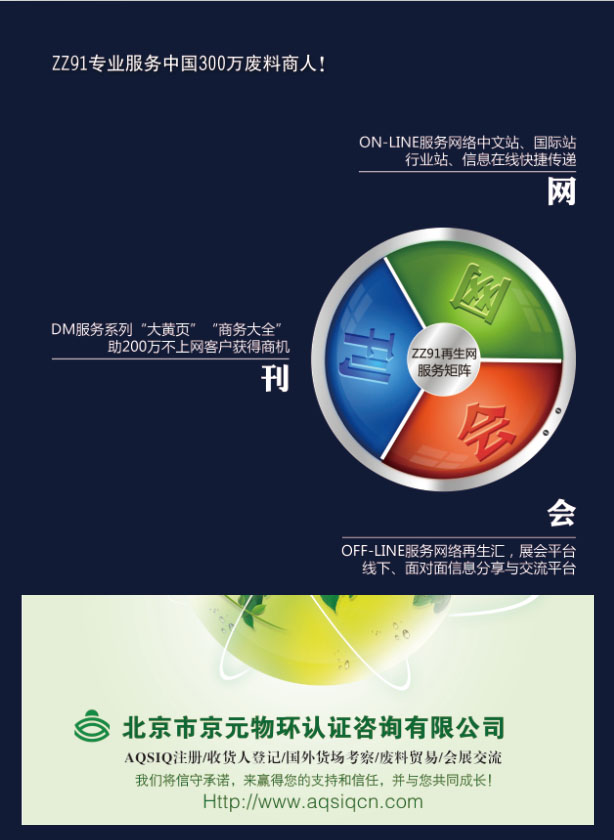 ZZ91专业服务中国300万废料商人!
ON-LINE服务网络中文站、国际站
行业站、信息在线快捷传递
网
DM服务系列“大黄页”“商务大全”
助200万不上网客户获得商机
刊
网
刊
会
ZZ91再生网
服务矩阵
会
OFF-LINE服务网络再生汇，展会平台
线下、面对面信息分享与交流平台
北京市京元物环认证咨询有限公司
AQSIQ注册/收货人登记/国外货场考察/废料贸易/会展交流
我们将信守承诺，来赢得您的支持和信任，并与您共同成长!
Http://www.aqsiqcn.com